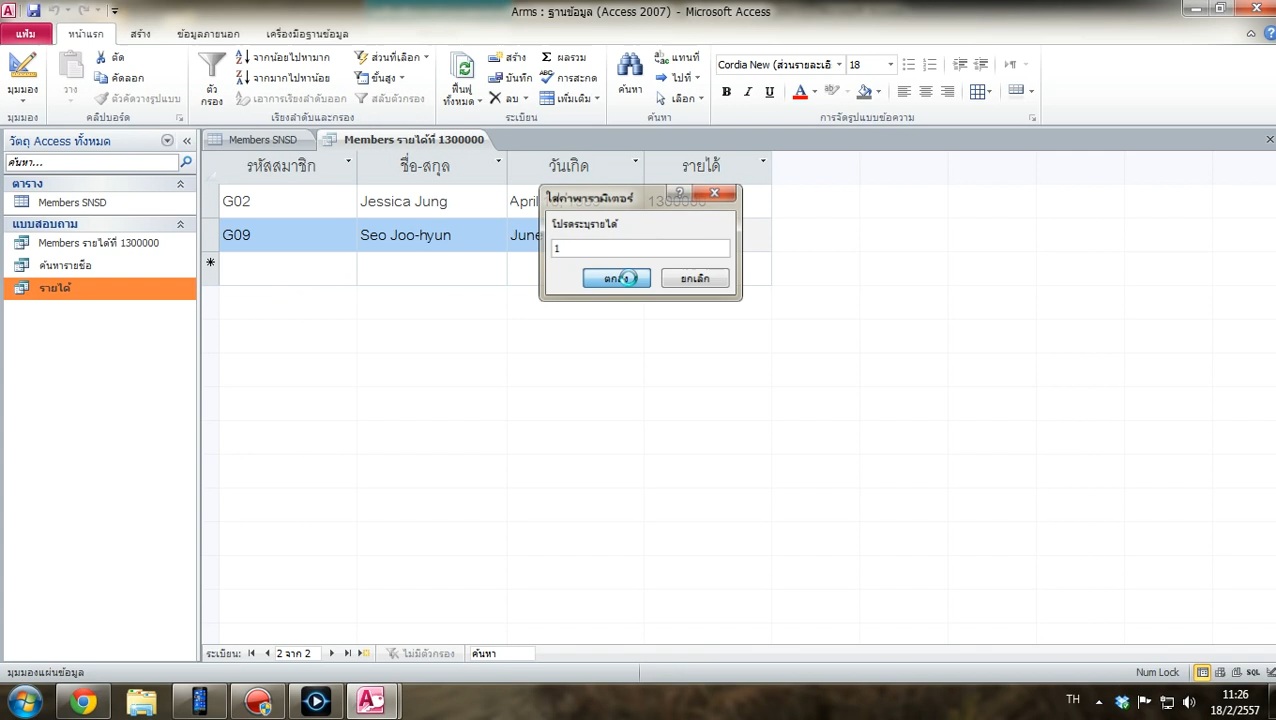 Arms : ฐานข้อมูล (Access 2007) - Microsoft Access
แฟ้ม หน้าแรก สร้าง ข้อมูลภายนอก เครื่องมือฐานข้อมูล
มุมมอง
มุมมอง
วาง
ตัด
คัดลอก
ตัวคัดวางรูปแบบ
คลิปบอร์ด
ตัวกรอง
จากน้อยไปหามาก
จากมากไปหาน้อย
เอาการเรียงลำดับออก
ส่วนที่เลือก
ขั้นสูง
สลับตัวกรอง
เรียงลำดับและกรอง
ฟื้นฟูทั้งหมด
สร้าง
บันทึก
ลบ
ผลรวม
การสะกด
เพิ่มเติม
ระเบียน
ค้นหา
แทนที่
ไปที่
เลือก
ค้นหา
Cordia New (ส่วนรายละเอี 18
B I U
การจัดรูปแบบข้อความ
วัตถุ Access ทั้งหมด
ค้นหา...
ตาราง
Members SNSD
แบบสอบถาม
Members รายได้ที่ 1300000
ค้นหารายชื่อ
รายได้
Members SNSD Members รายได้ที่ 1300000
รหัสสมาชิก ชื่อ-สกุล วันเกิด รายได้
G02 Jessica Jung April 1300000
G09 Seo Joo-hyun June
ใส่ค่าพารามิเตอร์
โปรดระบุรายได้
1
ตกลง ยกเลิก
ระเบียน: 2 จาก 2 ไม่มีตัวกรอง ค้นหา
มุมมองแผ่นข้อมูล Num Lock SQL
TH 11:26
18/2/2557